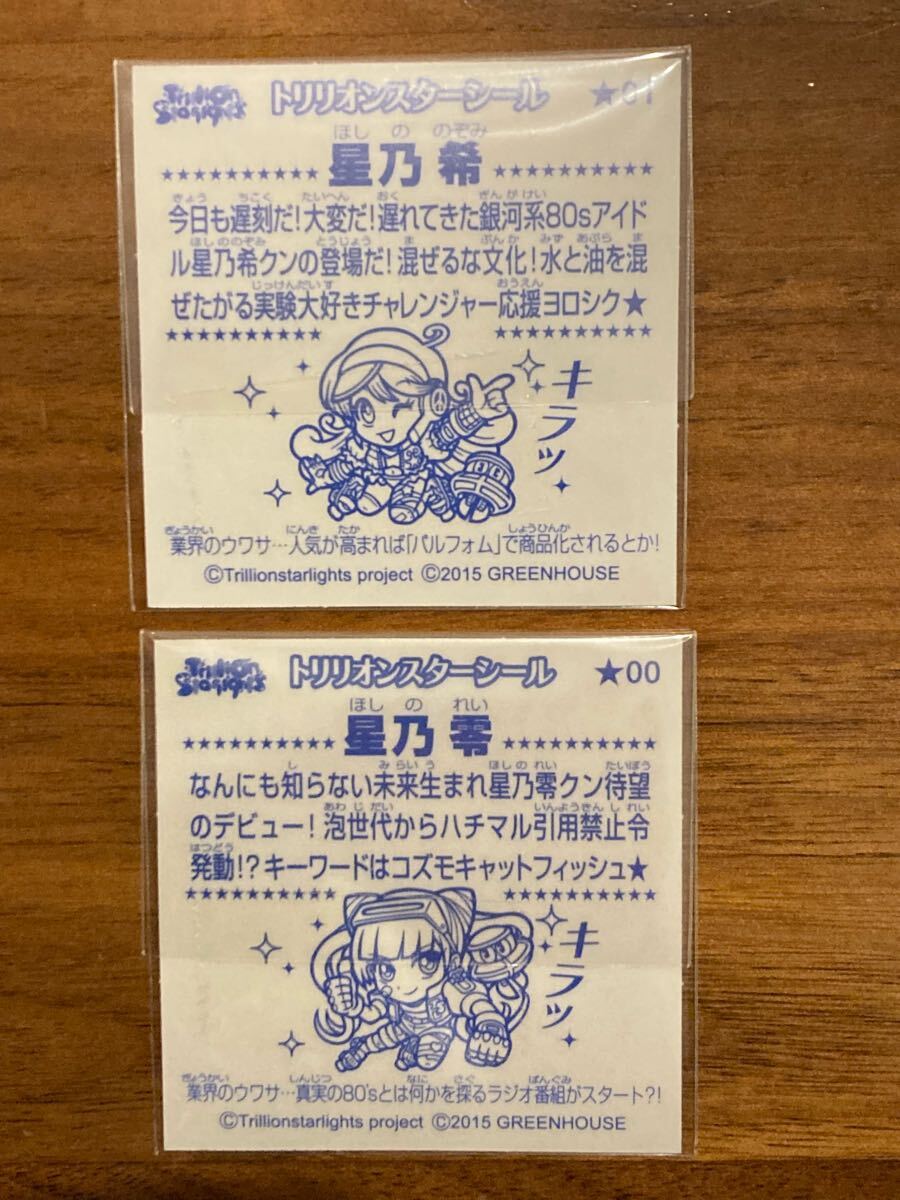 Trillion Starlights トリリオンスターシール ★01
ほし の のぞみ
星乃 希
★★★★★★★★★★ ★★★★★★★★★★
きょう ちこく たいへん おく ぎんがけい
今日も遅刻だ!大変だ!遅れてきた銀河系80sアイド
ほしののぞみ とうじょう ま ぶんか みず あぶら ま
ル星乃希クンの登場だ!混ぜるな文化!水と油を混
じっけんだいす おうえん
ぜたがる実験大好きチャレンジャー応援ヨロシク★
★★★★★★★★★★ ★★★★★★★★★★
キラッ
ぎょうかい にんき たか しょうひんか
業界のウワサ…人気が高まれば「パルフォム」で商品化されるとか!
©Trillionstarlights project ©2015 GREENHOUSE
Trillion Starlights トリリオンスターシール ★00
ほし の れい
星乃 零
★★★★★★★★★★ ★★★★★★★★★★
し みらいう ほしのれい たいぼう
なんにも知らない未来生まれ星乃零クン待望
あわ じだい いんようきん し れい
のデビュー!泡世代からハチマル引用禁止令
はつどう
発動!?キーワードはコズモキャットフィッシュ★
★★★★★★★★★★ ★★★★★★★★★★
キラッ
ぎょうかい しんじつ なに さぐ ばんぐみ
業界のウワサ…真実の80'sとは何かを探るラジオ番組がスタート?!
©Trillionstarlights project ©2015 GREENHOUSE